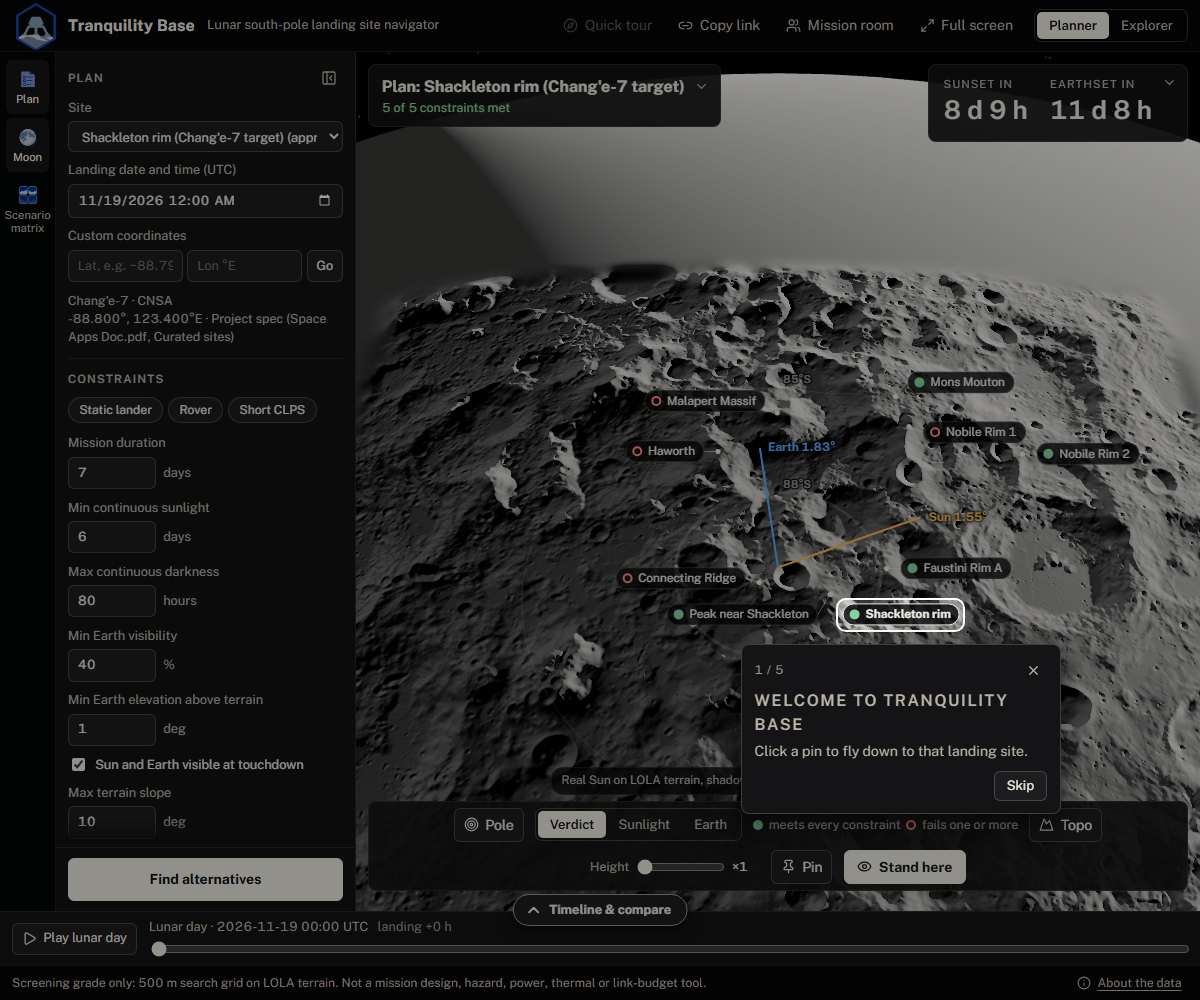 Tranquility Base
Lunar south-pole landing site navigator
Quick tour
Copy link
Mission room
Full screen
Planner
Explorer
Plan
Moon
Scenario
matrix
PLAN
Site
Shackleton rim (Chang'e-7 target) (appr
Landing date and time (UTC)
11/19/2026 12:00 AM
Custom coordinates
Lat, e.g. −88.79
Lon °E
Go
Chang'e-7 · CNSA
-88.800°, 123.400°E · Project spec (Space
Apps Doc.pdf, Curated sites)
CONSTRAINTS
Static lander
Rover
Short CLPS
Mission duration
7 days
Min continuous sunlight
6 days
Max continuous darkness
80 hours
Min Earth visibility
40 %
Min Earth elevation above terrain
1 deg
Sun and Earth visible at touchdown
Max terrain slope
10 deg
Find alternatives
Plan: Shackleton rim (Chang'e-7 target)
5 of 5 constraints met
SUNSET IN
8 d 9 h
EARTHSET IN
11 d 8 h
85°S
Mons Mouton
Malapert Massif
Nobile Rim 1
Earth 1.83°
Haworth
Nobile Rim 2
88°S
Sun 1.55°
Faustini Rim A
Connecting Ridge
Peak near Shackleton
Shackleton rim
1 / 5
WELCOME TO TRANQUILITY
BASE
Click a pin to fly down to that landing site.
Skip
Real Sun on LOLA terrain, shado
Pole
Verdict
Sunlight
Earth
meets every constraint
fails one or more
Topo
Height
×1
Pin
Stand here
Timeline & compare
Play lunar day
Lunar day · 2026-11-19 00:00 UTC
landing +0 h
Screening grade only: 500 m search grid on LOLA terrain. Not a mission design, hazard, power, thermal or link-budget tool.
About the data